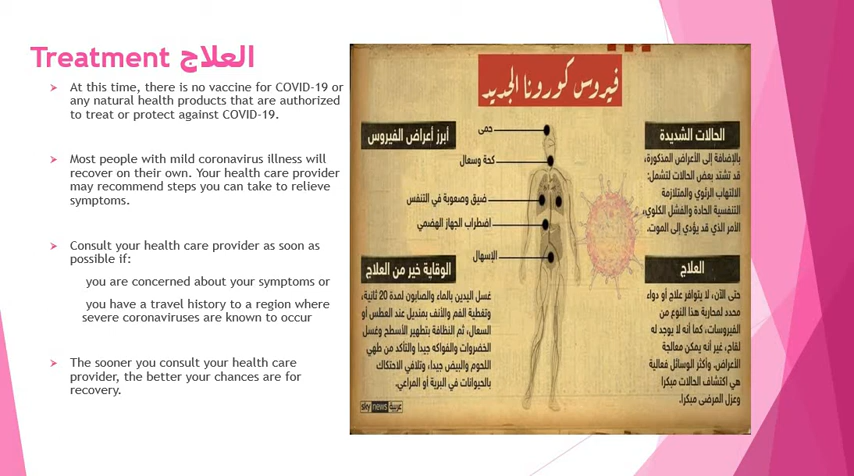 Treatment العلاج
At this time, there is no vaccine for COVID-19 or
any natural health products that are authorized
to treat or protect against COVID-19.
Most people with mild coronavirus illness will
recover on their own. Your health care provider
may recommend steps you can take to relieve
symptoms.
Consult your health care provider as soon as
possible if:
you are concerned about your symptoms or
you have a travel history to a region where
severe coronaviruses are known to occur
The sooner you consult your health care
provider, the better your chances are for
recovery.
فيروس كورونا الجديد
أبرز أعراض الفيروس
حمى
كحة وسعال
ضيق وصعوبة في التنفس
اضطراب الجهاز الهضمي
الإسهال
الحالات الشديدة
بالإضافة إلى الأعراض المذكورة،
قد تشتد بعض الحالات لتشمل:
الالتهاب الرئوي والمتلازمة
التنفسية الحادة والفشل الكلوي،
الأمر الذي قد يؤدي إلى الموت.
الوقاية خير من العلاج
غسل اليدين بالماء والصابون لمدة 20 ثانية،
وتغطية الفم والأنف بمنديل عند العطس أو
السعال، ثم النظافة بتطهير الأسطح وغسل
الخضروات والفواكه جيدا والتأكد من طهي
اللحوم والبيض جيدا، وتلافي الاحتكاك
بالحيوانات في البرية أو المراعي.
العلاج
حتى الآن، لا يتوافر علاج أو دواء
محدد لمحاربة هذا النوع من
الفيروسات، كما أنه لا يوجد له
لقاح، غير أنه يمكن معالجة
الأعراض. وأكثر الوسائل فعالية
هي اكتشاف الحالات مبكرا
وعزل المرضى مبكرا.
sky news عربية